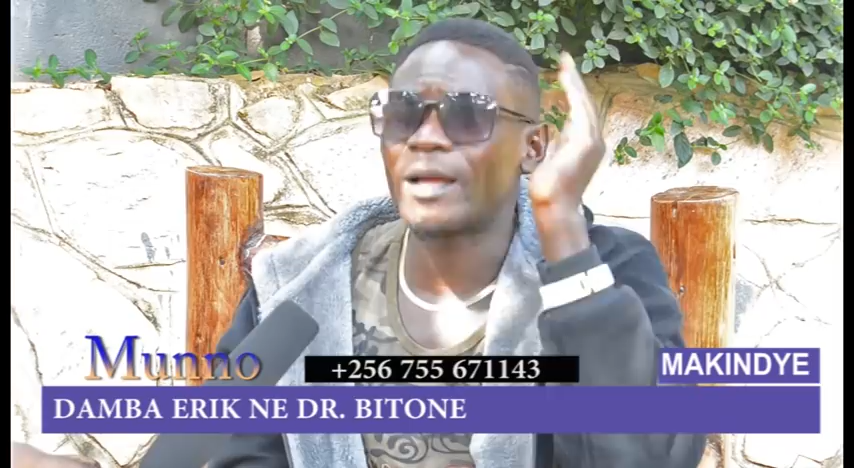 Munno
+256 755 671143
MAKINDYE
DAMBA ERIK NE DR. BITONE